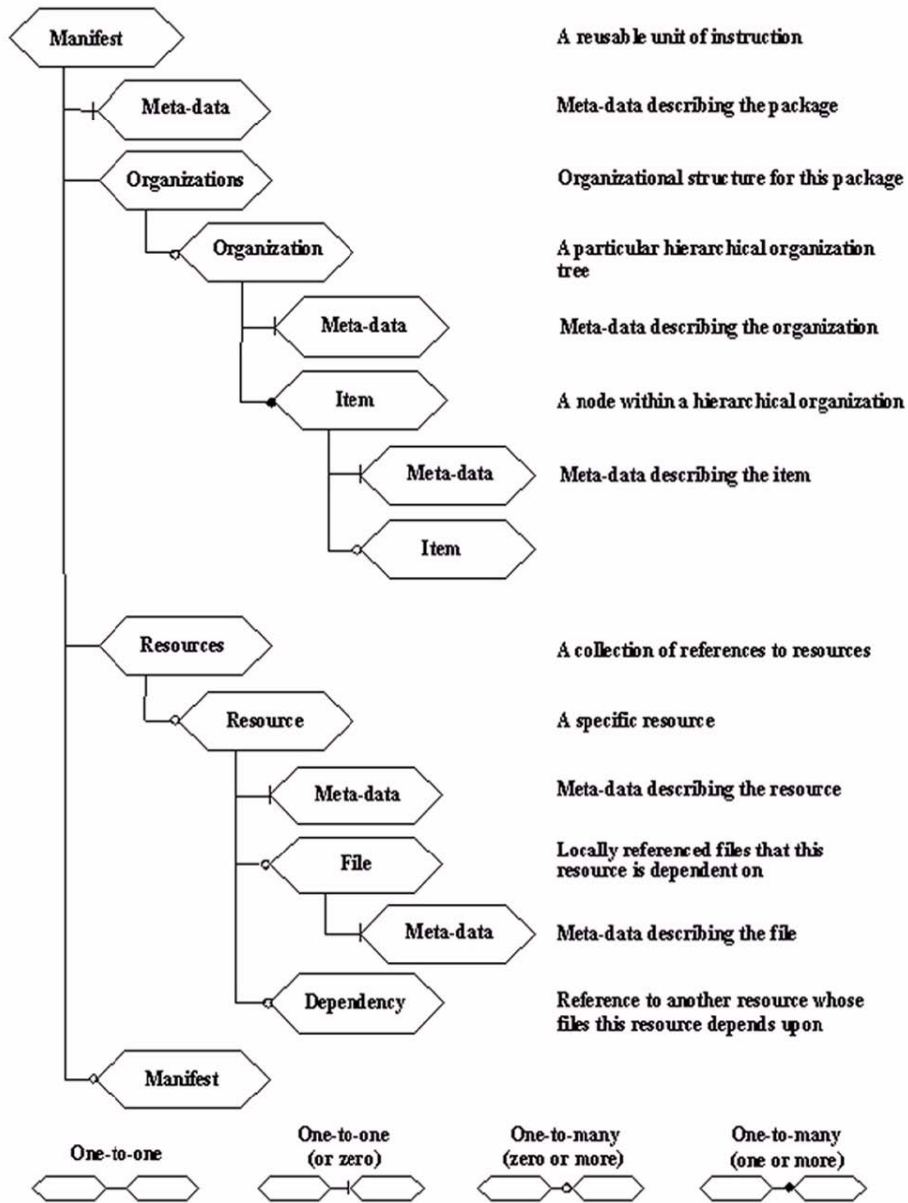 Manifest
A reusable unit of instruction
Meta-data
Meta-data describing the package
Organizations
Organizational structure for this package
Organization
A particular hierarchical organization
tree
Meta-data
Meta-data describing the organization
Item
A node within a hierarchical organization
Meta-data
Meta-data describing the item
Item
Resources
A collection of references to resources
Resource
A specific resource
Meta-data
Meta-data describing the resource
File
Locally referenced files that this
resource is dependent on
Meta-data
Meta-data describing the file
Dependency
Reference to another resource whose
files this resource depends upon
Manifest
One-to-one
One-to-one
(or zero)
One-to-many
(zero or more)
One-to-many
(one or more)